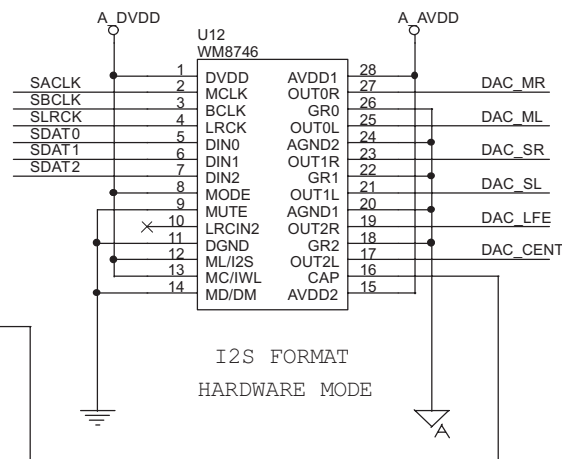 A_DVDD
A_AVDD
U12
WM8746
1 DVDD AVDD1 28
SACLK 2 MCLK OUT0R 27 DAC_MR
SBCLK 3 BCLK GR0 26
SLRCK 4 LRCK OUT0L 25 DAC_ML
SDAT0 5 DIN0 AGND2 24
SDAT1 6 DIN1 OUT1R 23 DAC_SR
SDAT2 7 DIN2 GR1 22
8 MODE OUT1L 21 DAC_SL
9 MUTE AGND1 20
10 LRCIN2 OUT2R 19 DAC_LFE
11 DGND GR2 18
12 ML/I2S OUT2L 17 DAC_CENT
13 MC/IWL CAP 16
14 MD/DM AVDD2 15
I2S FORMAT
HARDWARE MODE
A